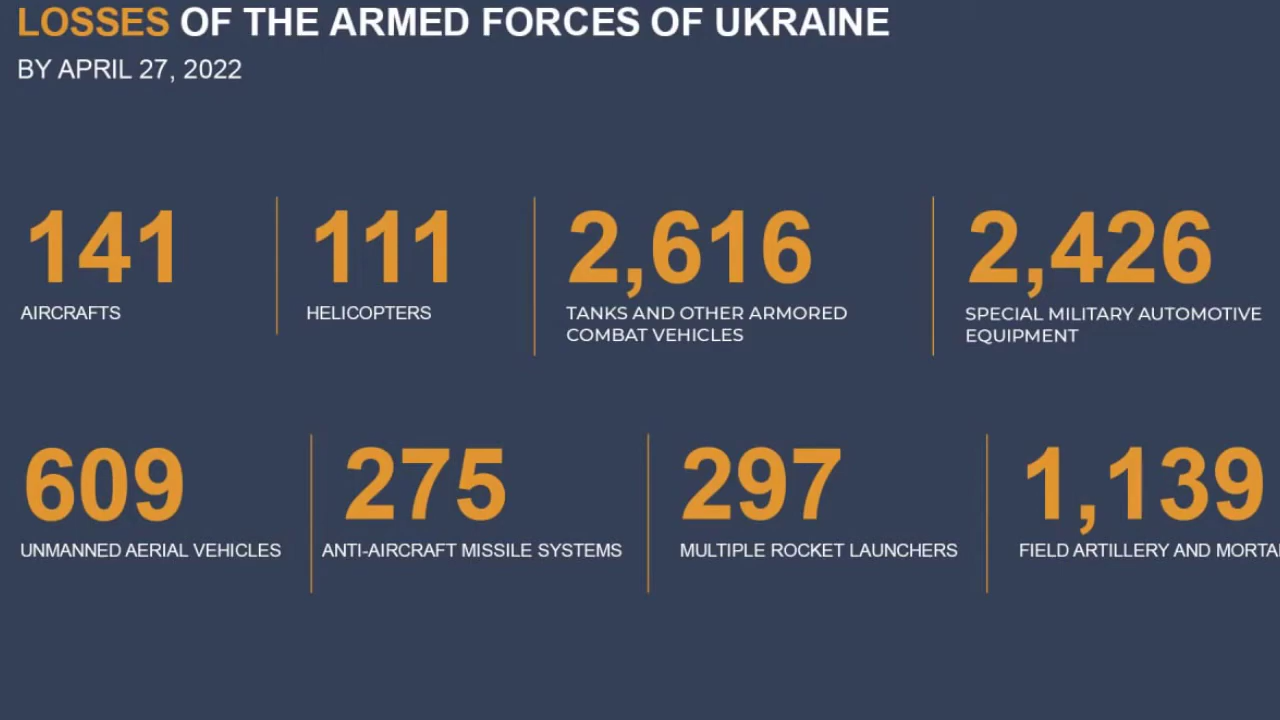 LOSSES OF THE ARMED FORCES OF UKRAINE
BY APRIL 27, 2022
141
AIRCRAFTS
111
HELICOPTERS
2,616
TANKS AND OTHER ARMORED
COMBAT VEHICLES
2,426
SPECIAL MILITARY AUTOMOTIVE
EQUIPMENT
609
UNMANNED AERIAL VEHICLES
275
ANTI-AIRCRAFT MISSILE SYSTEMS
297
MULTIPLE ROCKET LAUNCHERS
1,139
FIELD ARTILLERY AND